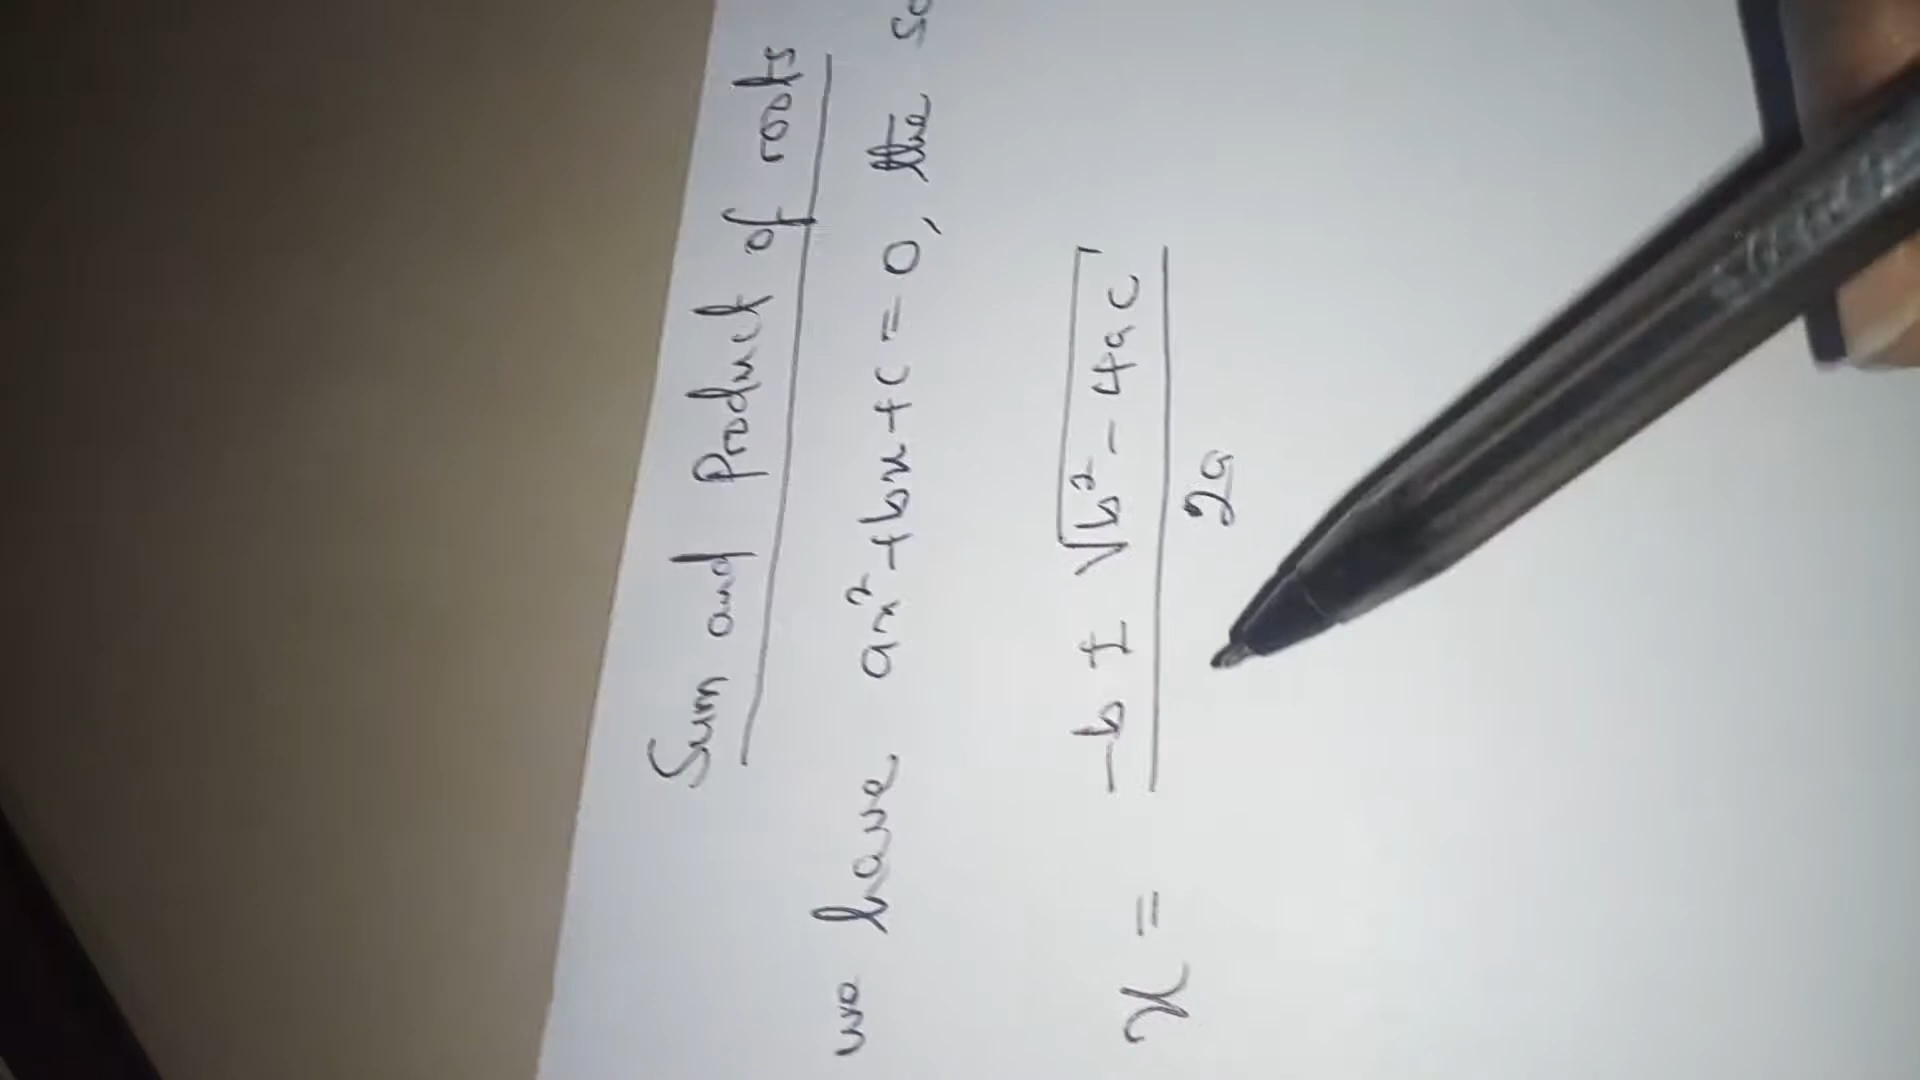 Sum and Product of roots
we have ax²+bx+c=0, the
x = -b ± √b²-4ac
2a